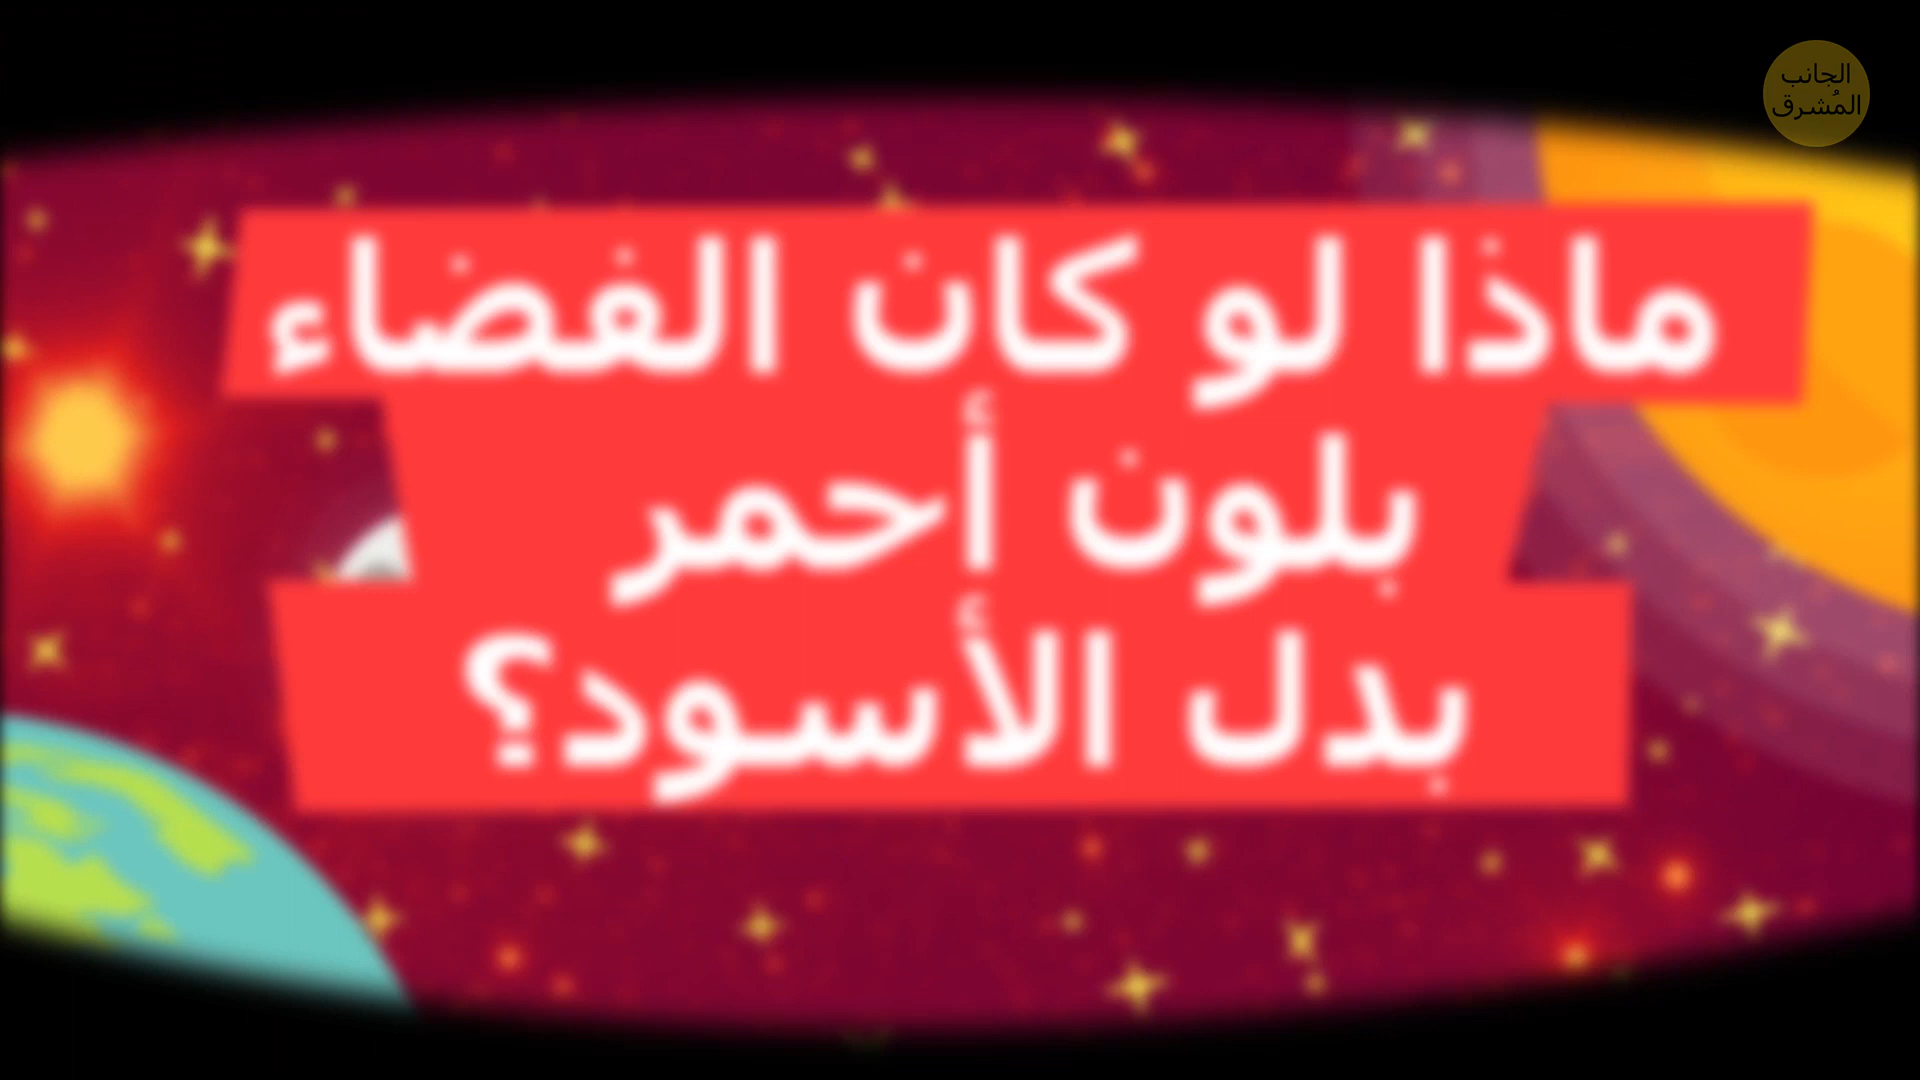 الجانب
المُشرق
ماذا لو كان الفضاء
بلون أحمر
بدل الأسود؟